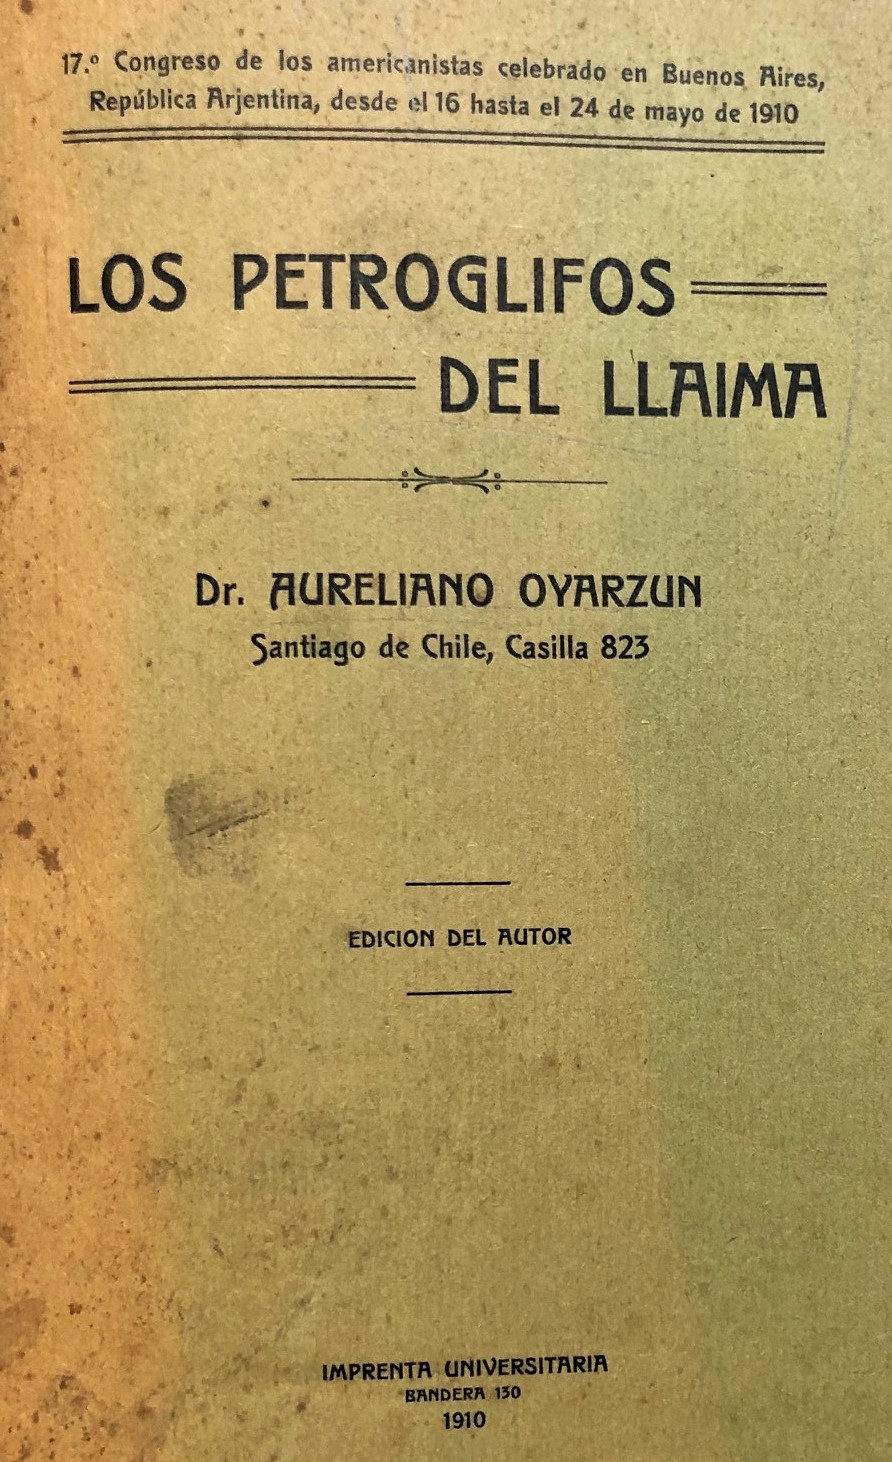 17.º Congreso de los americanistas celebrado en Buenos Aires,
República Arjentina, desde el 16 hasta el 24 de mayo de 1910
LOS PETROGLIFOS
DEL LLAIMA
Dr. AURELIANO OYARZUN
Santiago de Chile, Casilla 823
EDICION DEL AUTOR
IMPRENTA UNIVERSITARIA
BANDERA 130
1910